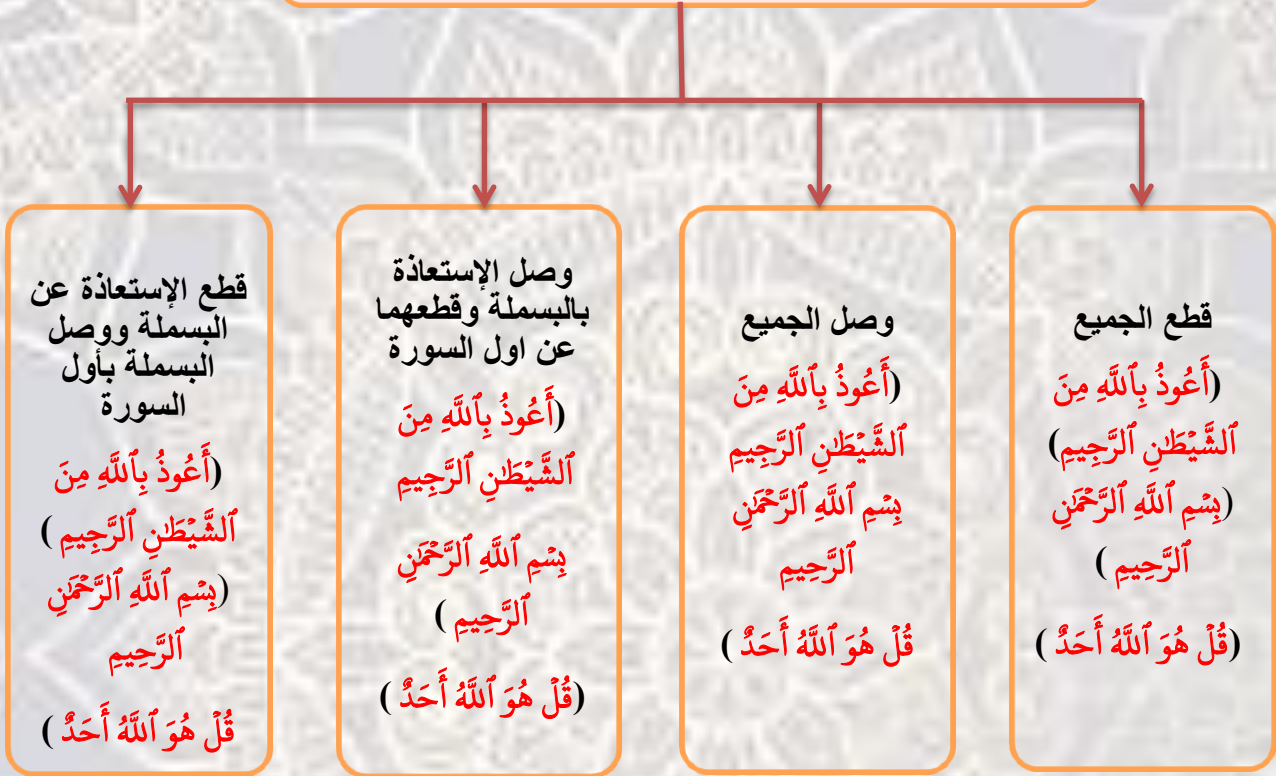 قطع الجميع
(أَعُوذُ بِٱللَّهِ مِنَ
ٱلشَّيْطَٰنِ ٱلرَّجِيمِ)
(بِسْمِ ٱللَّهِ ٱلرَّحْمَٰنِ
ٱلرَّحِيمِ )
(قُلْ هُوَ ٱللَّهُ أَحَدٌ )
وصل الجميع
(أَعُوذُ بِٱللَّهِ مِنَ
ٱلشَّيْطَٰنِ ٱلرَّجِيمِ
بِسْمِ ٱللَّهِ ٱلرَّحْمَٰنِ
ٱلرَّحِيمِ
قُلْ هُوَ ٱللَّهُ أَحَدٌ )
وصل الإستعاذة
بالبسملة وقطعهما
عن اول السورة
(أَعُوذُ بِٱللَّهِ مِنَ
ٱلشَّيْطَٰنِ ٱلرَّجِيمِ
بِسْمِ ٱللَّهِ ٱلرَّحْمَٰنِ
ٱلرَّحِيمِ )
(قُلْ هُوَ ٱللَّهُ أَحَدٌ )
قطع الإستعاذة عن
البسملة ووصل
البسملة بأول
السورة
(أَعُوذُ بِٱللَّهِ مِنَ
ٱلشَّيْطَٰنِ ٱلرَّجِيمِ )
(بِسْمِ ٱللَّهِ ٱلرَّحْمَٰنِ
ٱلرَّحِيمِ
قُلْ هُوَ ٱللَّهُ أَحَدٌ )